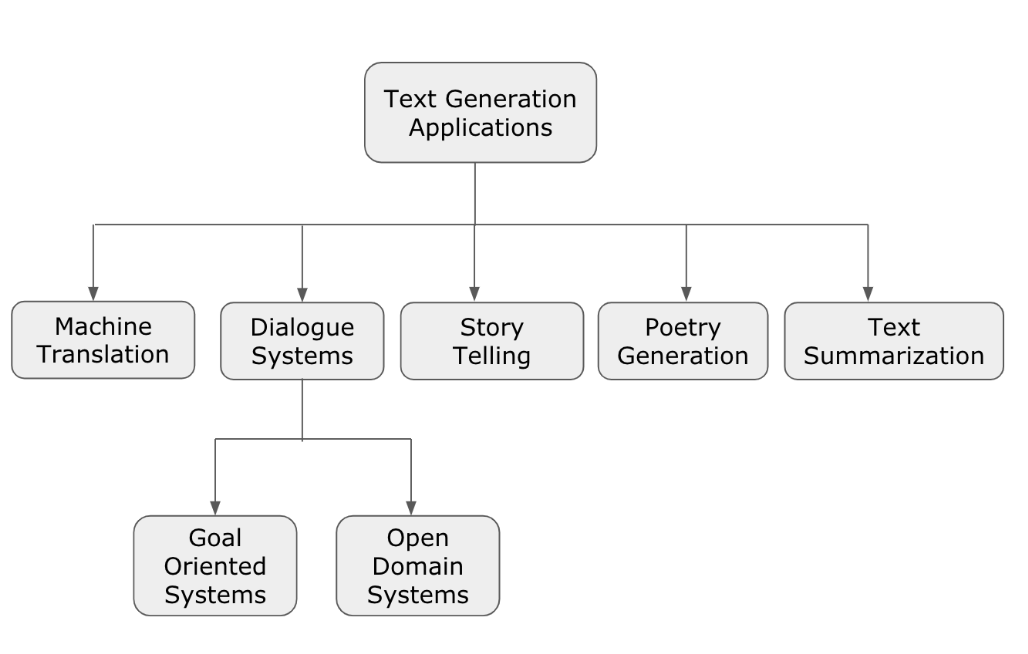 Text Generation
Applications
Machine
Translation
Dialogue
Systems
Story
Telling
Poetry
Generation
Text
Summarization
Goal
Oriented
Systems
Open
Domain
Systems